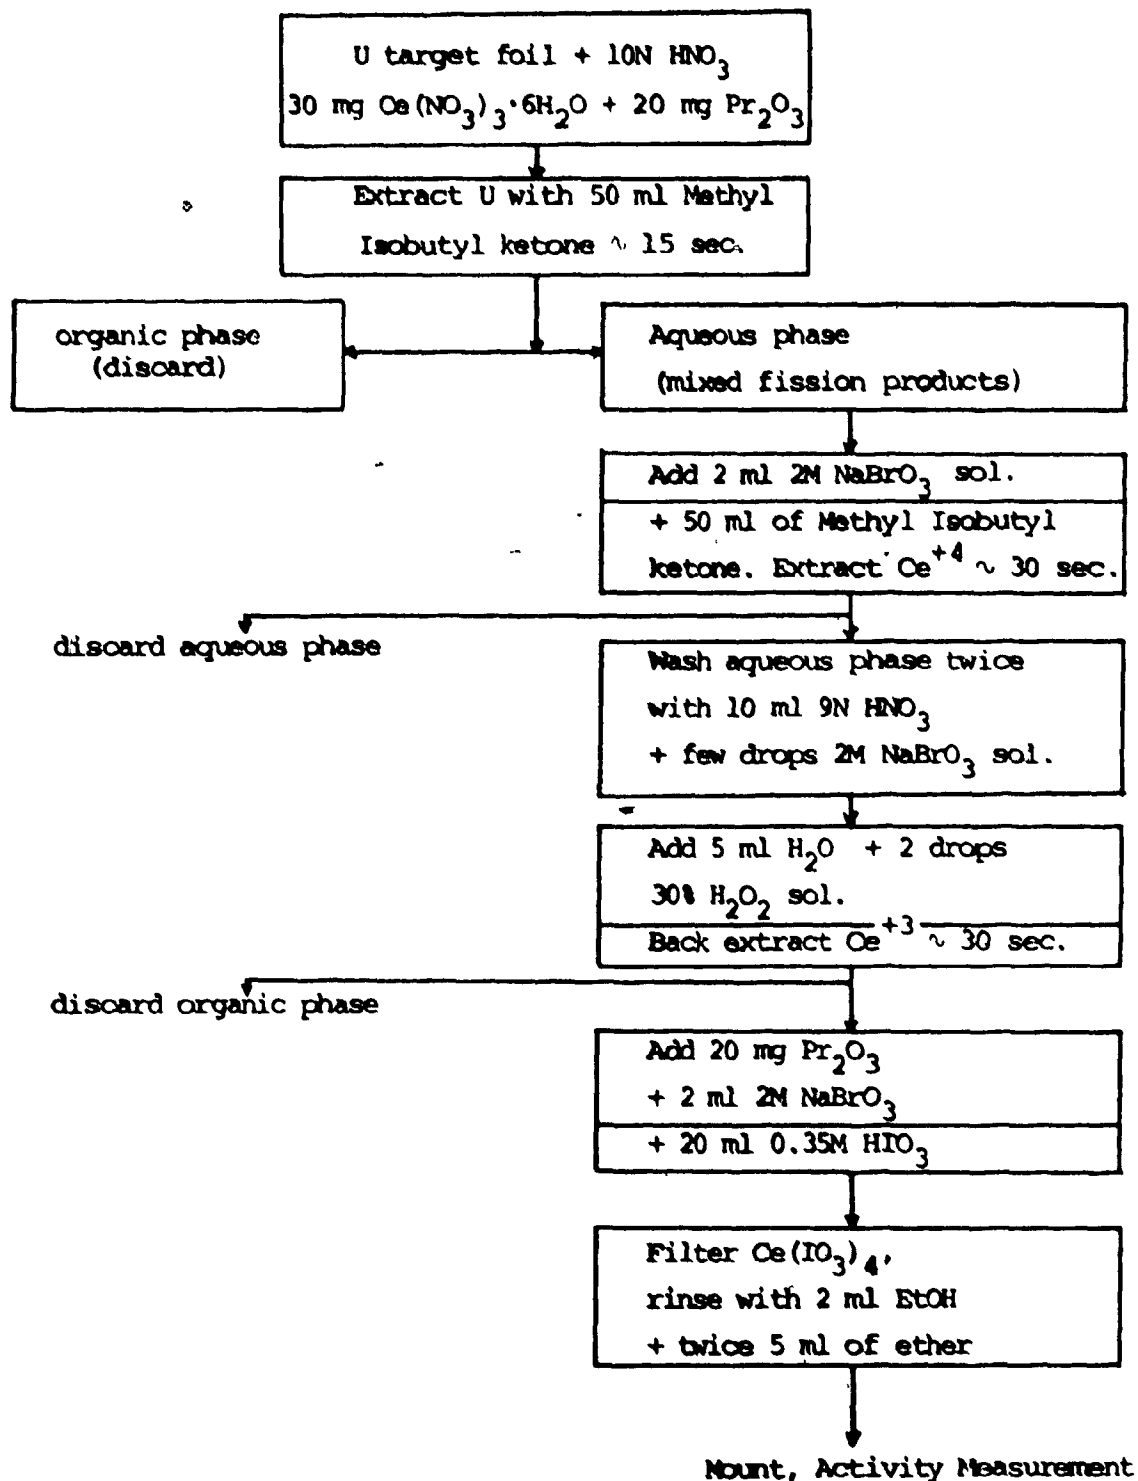 U target foil + 10N HNO₃
30 mg Ce(NO₃)₃·6H₂O + 20 mg Pr₂O₃
Extract U with 50 ml Methyl
Isobutyl ketone ~ 15 sec.
organic phase
(discard)
Aqueous phase
(mixed fission products)
Add 2 ml 2M NaBrO₃ sol.
+ 50 ml of Methyl Isobutyl
ketone. Extract Ce⁺⁴ ~ 30 sec.
discard aqueous phase
Wash aqueous phase twice
with 10 ml 9N HNO₃
+ few drops 2M NaBrO₃ sol.
Add 5 ml H₂O + 2 drops
30% H₂O₂ sol.
Back extract Ce⁺³ ~ 30 sec.
discard organic phase
Add 20 mg Pr₂O₃
+ 2 ml 2M NaBrO₃
+ 20 ml 0.35M HIO₃
Filter Ce(IO₃)₄,
rinse with 2 ml EtOH
+ twice 5 ml of ether
Mount, Activity Measurement